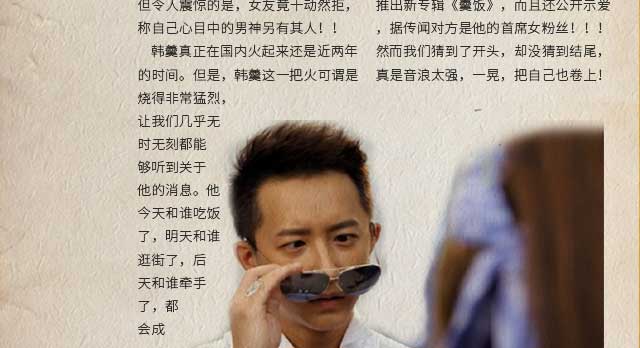 但令人震惊的是，女友竟十动然拒，
称自己心目中的男神另有其人！！
韩羹真正在国内火起来还是近两年
的时间。但是，韩羹这一把火可谓是
烧得非常猛烈，
让我们几乎无
时无刻都能
够听到关于
他的消息。他
今天和谁吃饭
了，明天和谁
逛街了，后
天和谁牵手
了，都
会成
推出新专辑《羹饭》，而且还公开示爱
，据传闻对方是他的首席女粉丝！！！
然而我们猜到了开头，却没猜到结尾，
真是音浪太强，一晃，把自己也卷上！